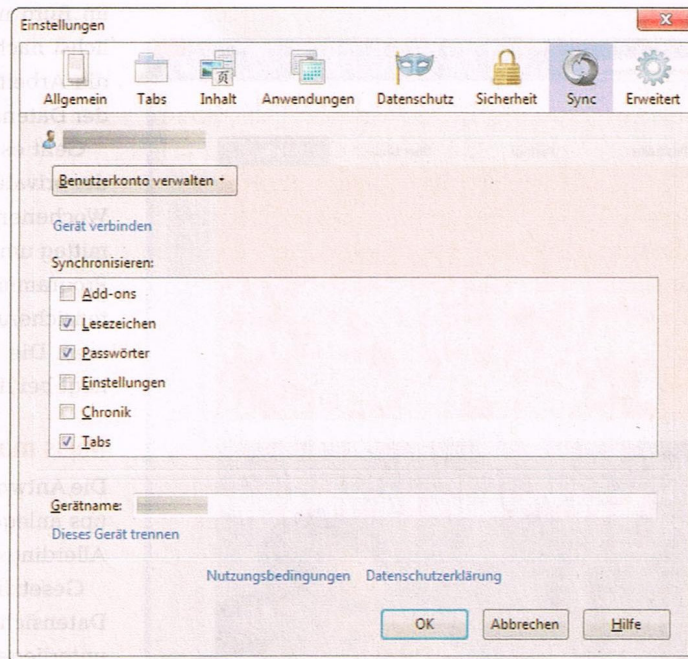 Einstellungen
Allgemein Tabs Inhalt Anwendungen Datenschutz Sicherheit Sync Erweitert
Benutzerkonto verwalten
Gerät verbinden
Synchronisieren:
Add-ons
Lesezeichen
Passwörter
Einstellungen
Chronik
Tabs
Gerätname:
Dieses Gerät trennen
Nutzungsbedingungen Datenschutzerklärung
OK Abbrechen Hilfe